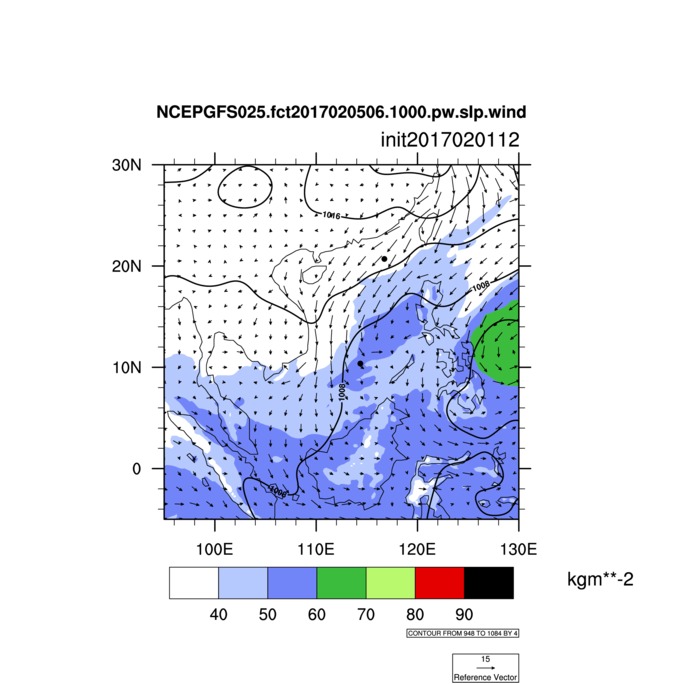 NCEPGFS025.fct2017020506.1000.pw.slp.wind
init2017020112
30N
1016
20N
1008
10N
1008
0
1008
100E 110E 120E 130E
kgm**-2
40 50 60 70 80 90
CONTOUR FROM 948 TO 1084 BY 4
15
Reference Vector